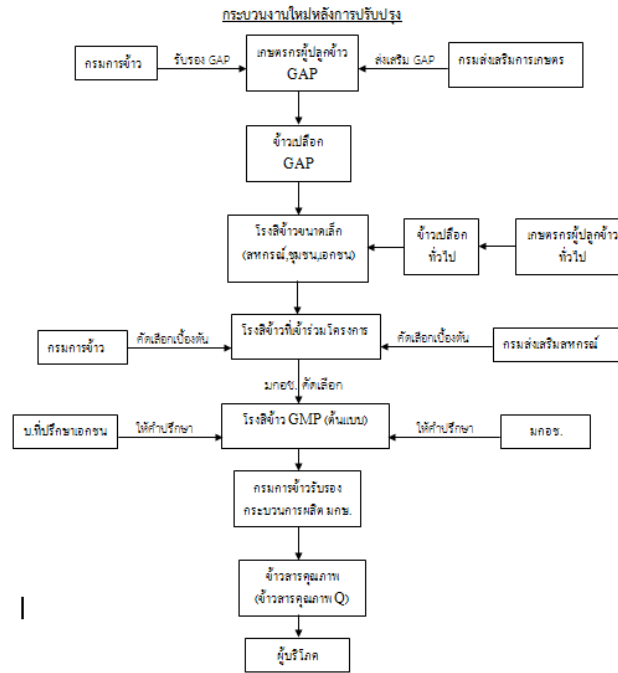 กระบวนงานใหม่หลังการปรับปรุง
กรมการข้าว
รับรอง GAP
เกษตรกรผู้ปลูกข้าว
GAP
ส่งเสริม GAP
กรมส่งเสริมการเกษตร
ข้าวเปลือก
GAP
โรงสีข้าวขนาดเล็ก
(สหกรณ์,ชุมชน,เอกชน)
ข้าวเปลือก
ทั่วไป
เกษตรกรผู้ปลูกข้าว
ทั่วไป
กรมการข้าว
คัดเลือกเบื้องต้น
โรงสีข้าวที่เข้าร่วมโครงการ
คัดเลือกเบื้องต้น
กรมส่งเสริมสหกรณ์
มกอช. คัดเลือก
บ.ที่ปรึกษาเอกชน
ให้คำปรึกษา
โรงสีข้าว GMP (ต้นแบบ)
ให้คำปรึกษา
มกอช.
กรมการข้าวรับรอง
กระบวนการผลิต มกษ.
ข้าวสารคุณภาพ
(ข้าวสารคุณภาพ Q)
ผู้บริโภค